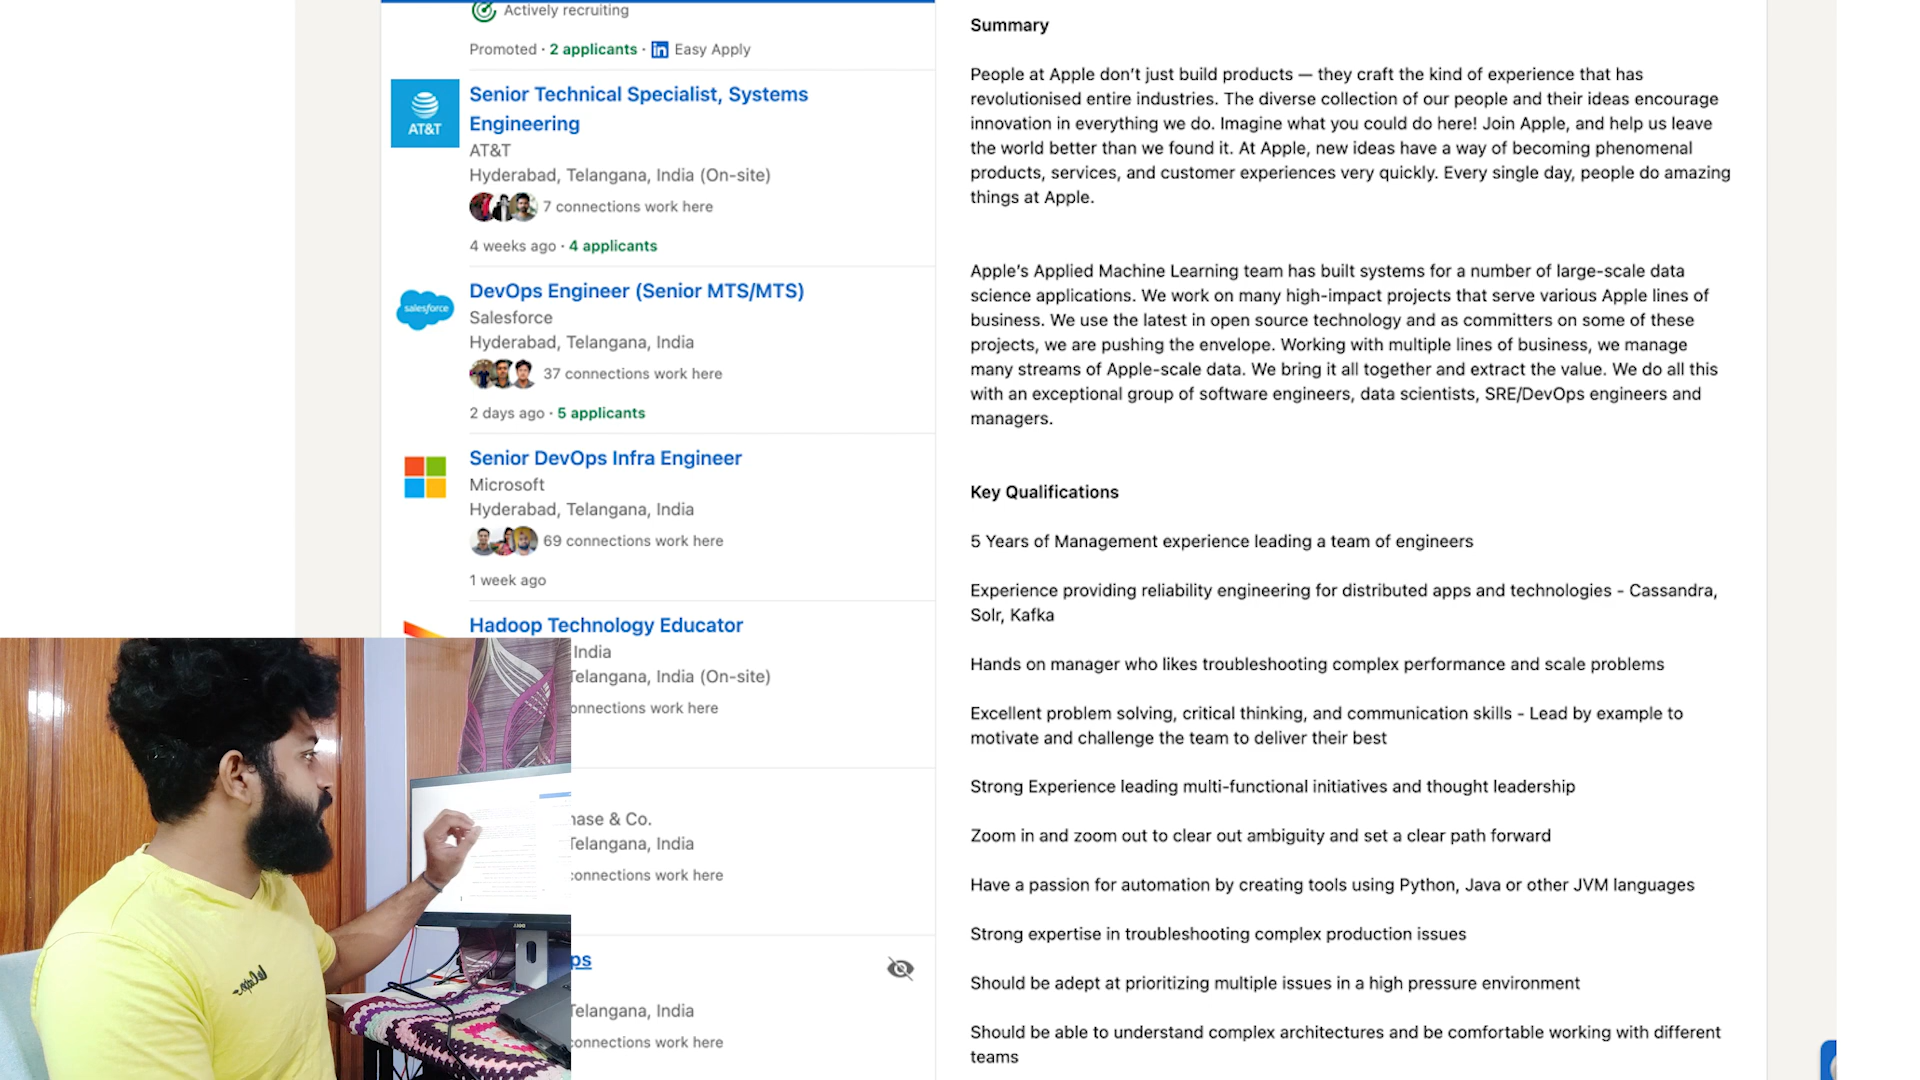 Actively recruiting
Promoted · 2 applicants · in Easy Apply
AT&T
Senior Technical Specialist, Systems
Engineering
AT&T
Hyderabad, Telangana, India (On-site)
7 connections work here
4 weeks ago · 4 applicants
salesforce
DevOps Engineer (Senior MTS/MTS)
Salesforce
Hyderabad, Telangana, India
37 connections work here
2 days ago · 5 applicants
Senior DevOps Infra Engineer
Microsoft
Hyderabad, Telangana, India
69 connections work here
1 week ago
Hadoop Technology Educator
India
Telangana, India (On-site)
onnections work here
hase & Co.
Telangana, India
connections work here
ps
Telangana, India
connections work here
Summary
People at Apple don’t just build products — they craft the kind of experience that has
revolutionised entire industries. The diverse collection of our people and their ideas encourage
innovation in everything we do. Imagine what you could do here! Join Apple, and help us leave
the world better than we found it. At Apple, new ideas have a way of becoming phenomenal
products, services, and customer experiences very quickly. Every single day, people do amazing
things at Apple.
Apple’s Applied Machine Learning team has built systems for a number of large-scale data
science applications. We work on many high-impact projects that serve various Apple lines of
business. We use the latest in open source technology and as committers on some of these
projects, we are pushing the envelope. Working with multiple lines of business, we manage
many streams of Apple-scale data. We bring it all together and extract the value. We do all this
with an exceptional group of software engineers, data scientists, SRE/DevOps engineers and
managers.
Key Qualifications
5 Years of Management experience leading a team of engineers
Experience providing reliability engineering for distributed apps and technologies - Cassandra,
Solr, Kafka
Hands on manager who likes troubleshooting complex performance and scale problems
Excellent problem solving, critical thinking, and communication skills - Lead by example to
motivate and challenge the team to deliver their best
Strong Experience leading multi-functional initiatives and thought leadership
Zoom in and zoom out to clear out ambiguity and set a clear path forward
Have a passion for automation by creating tools using Python, Java or other JVM languages
Strong expertise in troubleshooting complex production issues
Should be adept at prioritizing multiple issues in a high pressure environment
Should be able to understand complex architectures and be comfortable working with different
teams